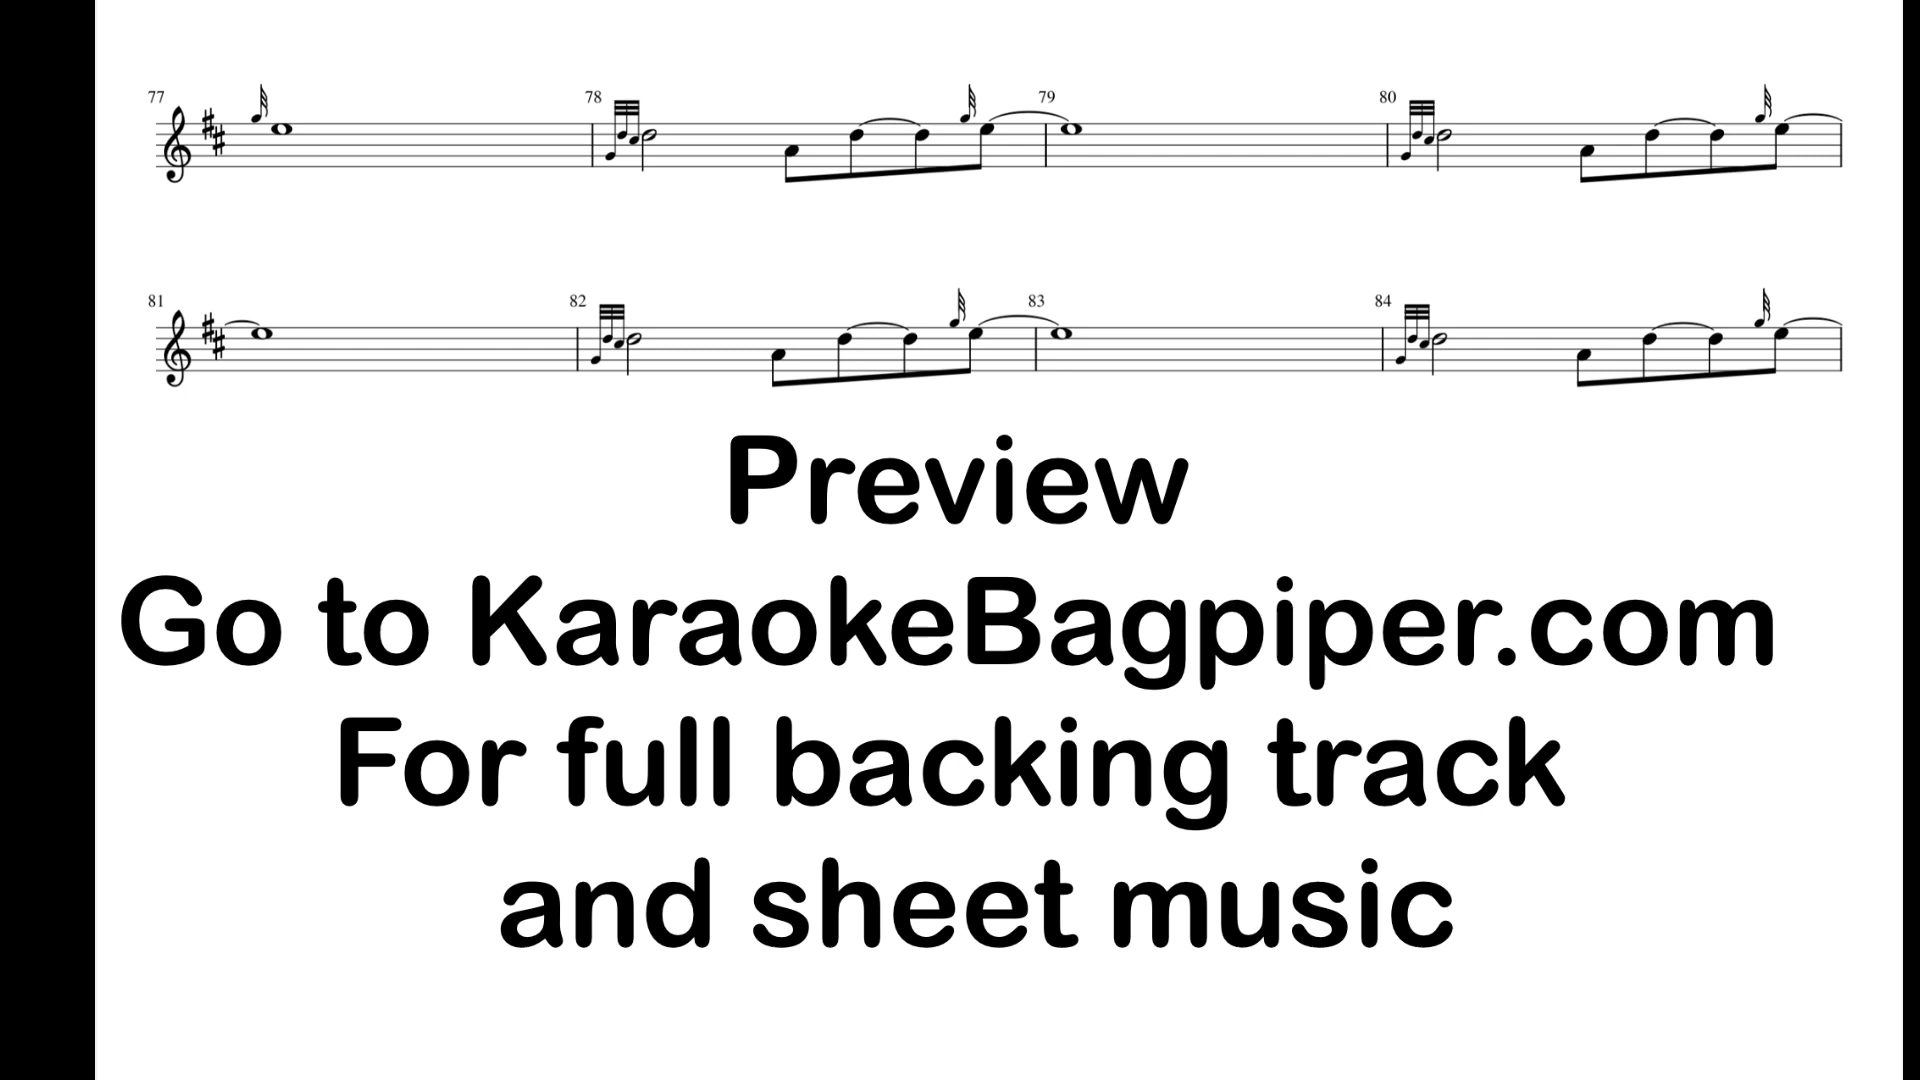 77 78 79 80
81 82 83 84
Preview
Go to KaraokeBagpiper.com
For full backing track
and sheet music